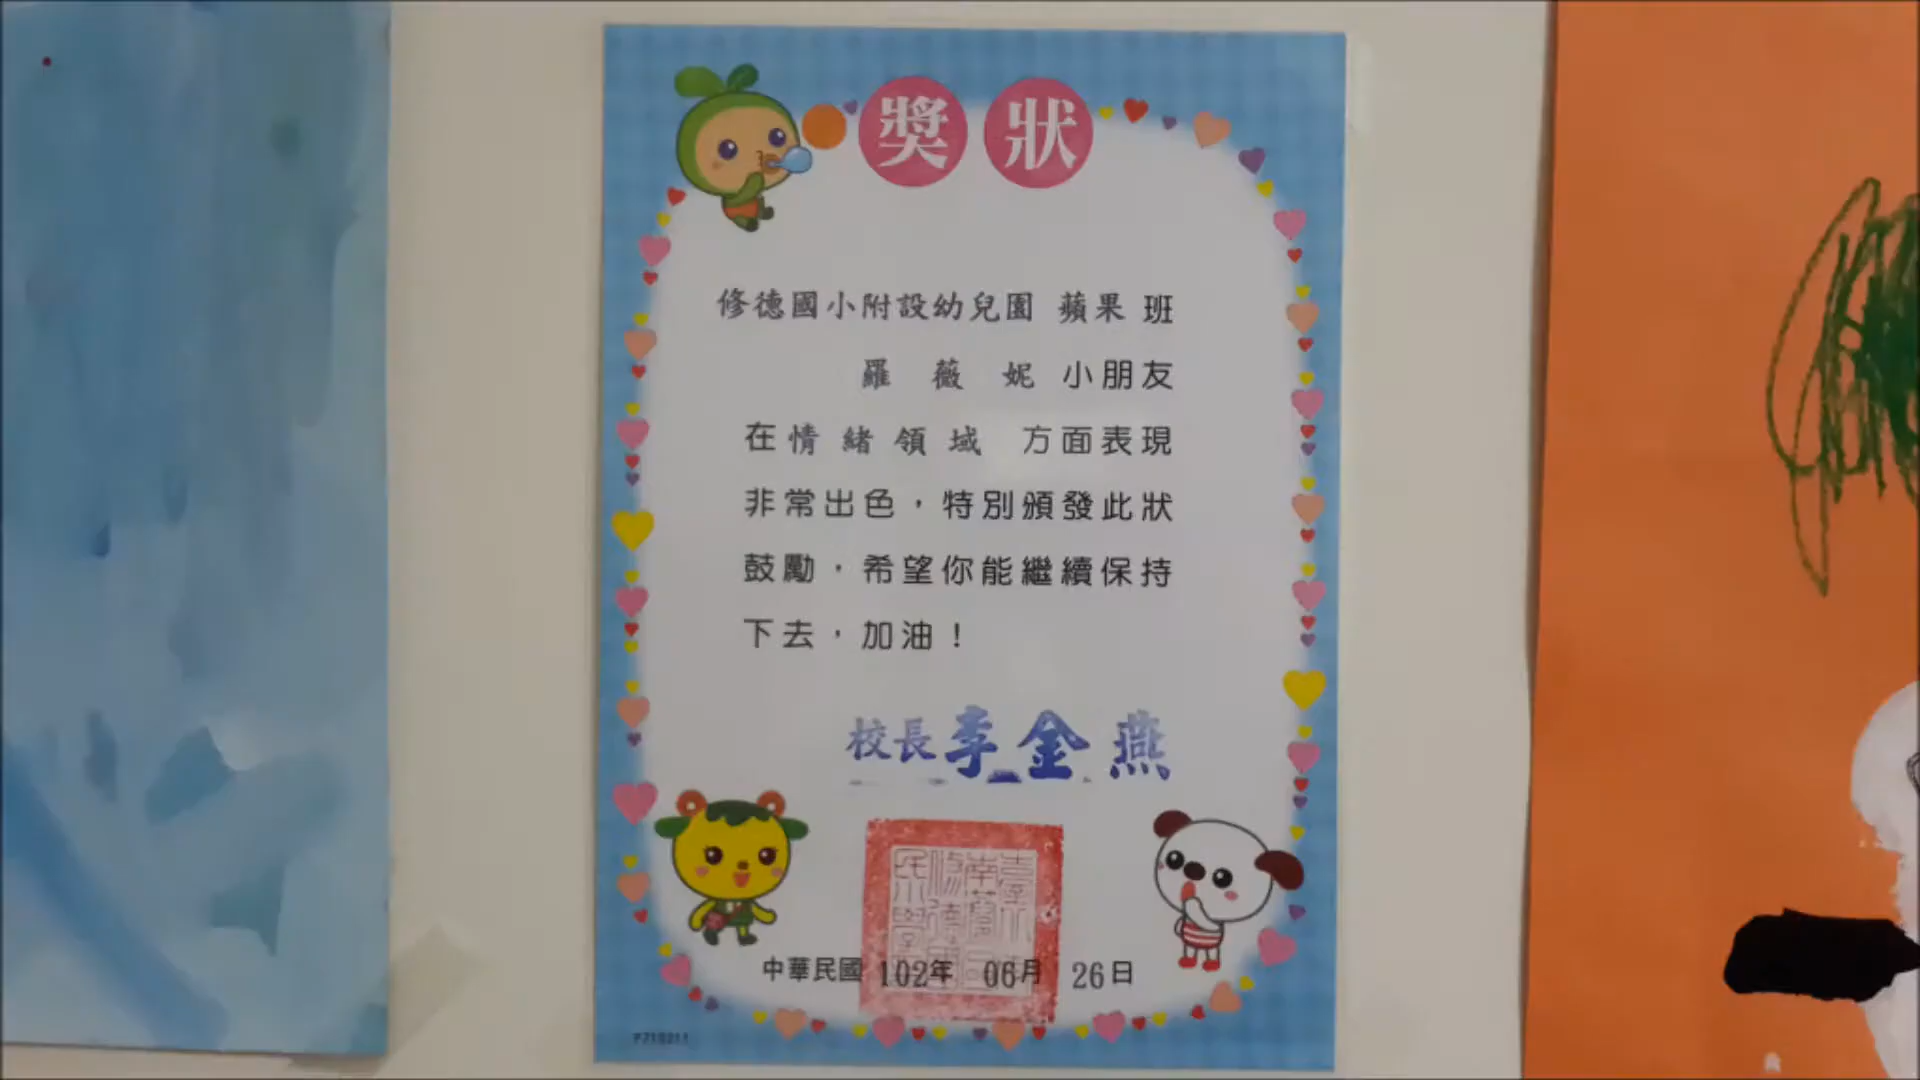 獎狀
修德國小附設幼兒園 蘋果 班
羅 薇 妮 小朋友
在情緒領域 方面表現
非常出色，特別頒發此狀
鼓勵，希望你能繼續保持
下去，加油！
校長李金燕
中華民國 102年 06月 26日